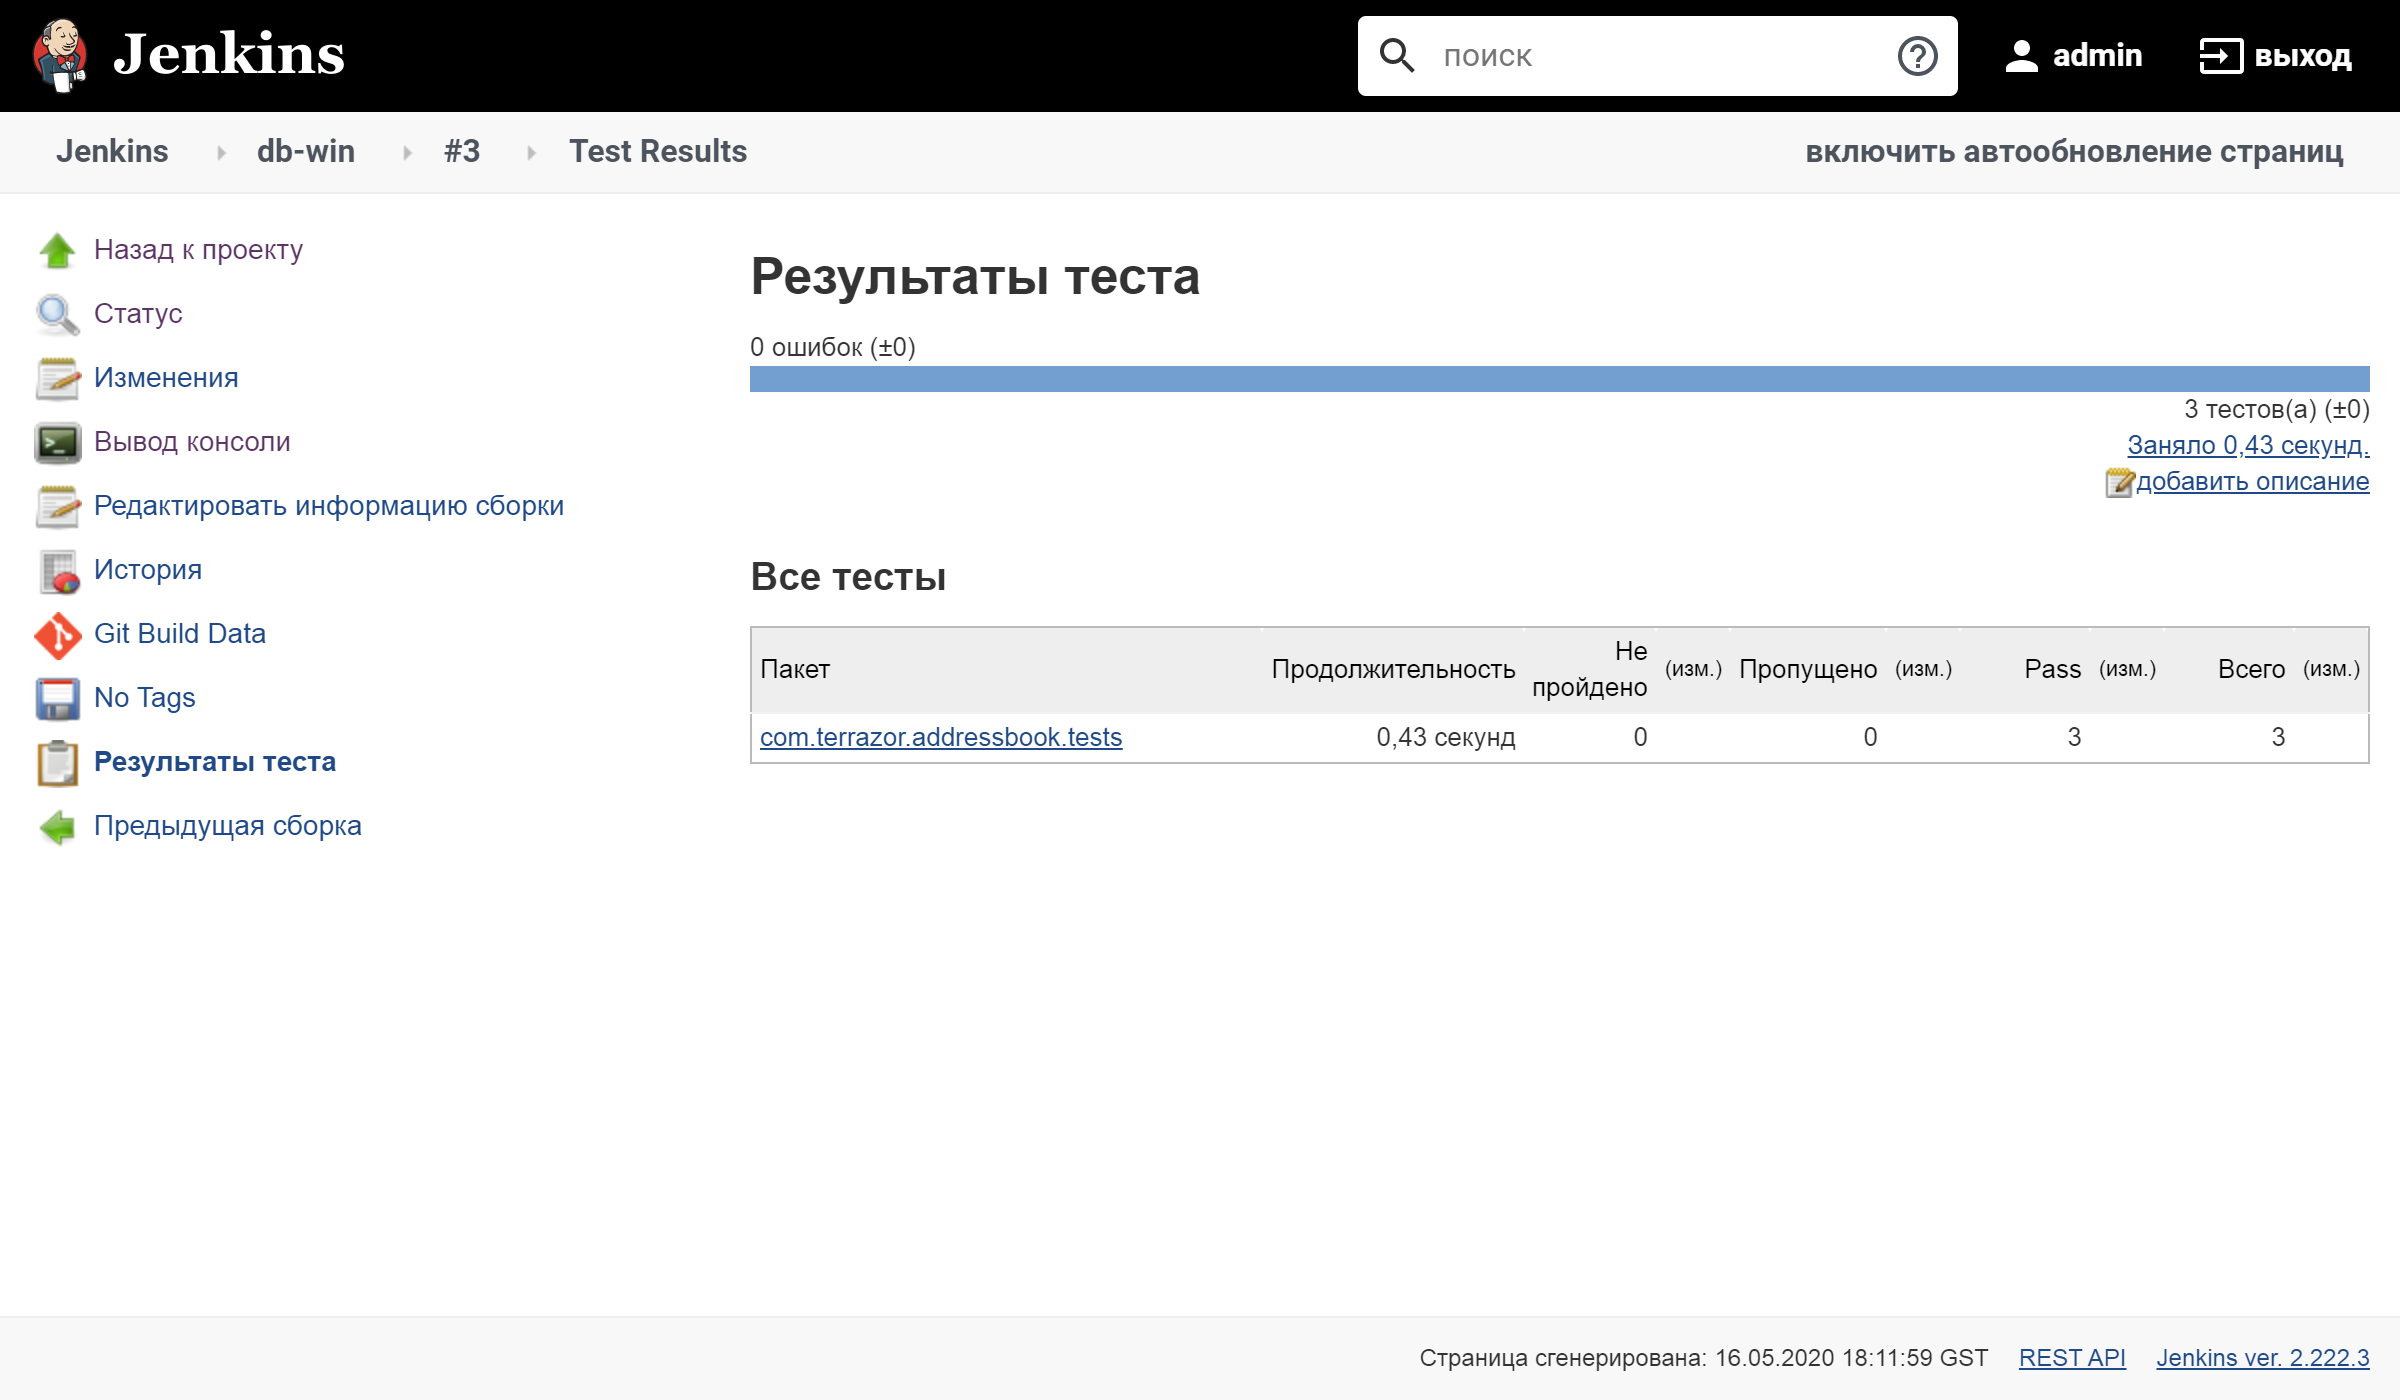 Jenkins
поиск
admin
выход
Jenkins
db-win
#3
Test Results
включить автообновление страниц
Назад к проекту
Статус
Изменения
Вывод консоли
Редактировать информацию сборки
История
Git Build Data
No Tags
Результаты теста
Предыдущая сборка
Результаты теста
0 ошибок (±0)
3 тестов(а) (±0)
Заняло 0,43 секунд.
добавить описание
Все тесты
Пакет Продолжительность Не пройдено (изм.) Пропущено (изм.) Pass (изм.) Всего (изм.)
com.terrazor.addressbook.tests 0,43 секунд 0 0 3 3
Страница сгенерирована: 16.05.2020 18:11:59 GST REST API Jenkins ver. 2.222.3